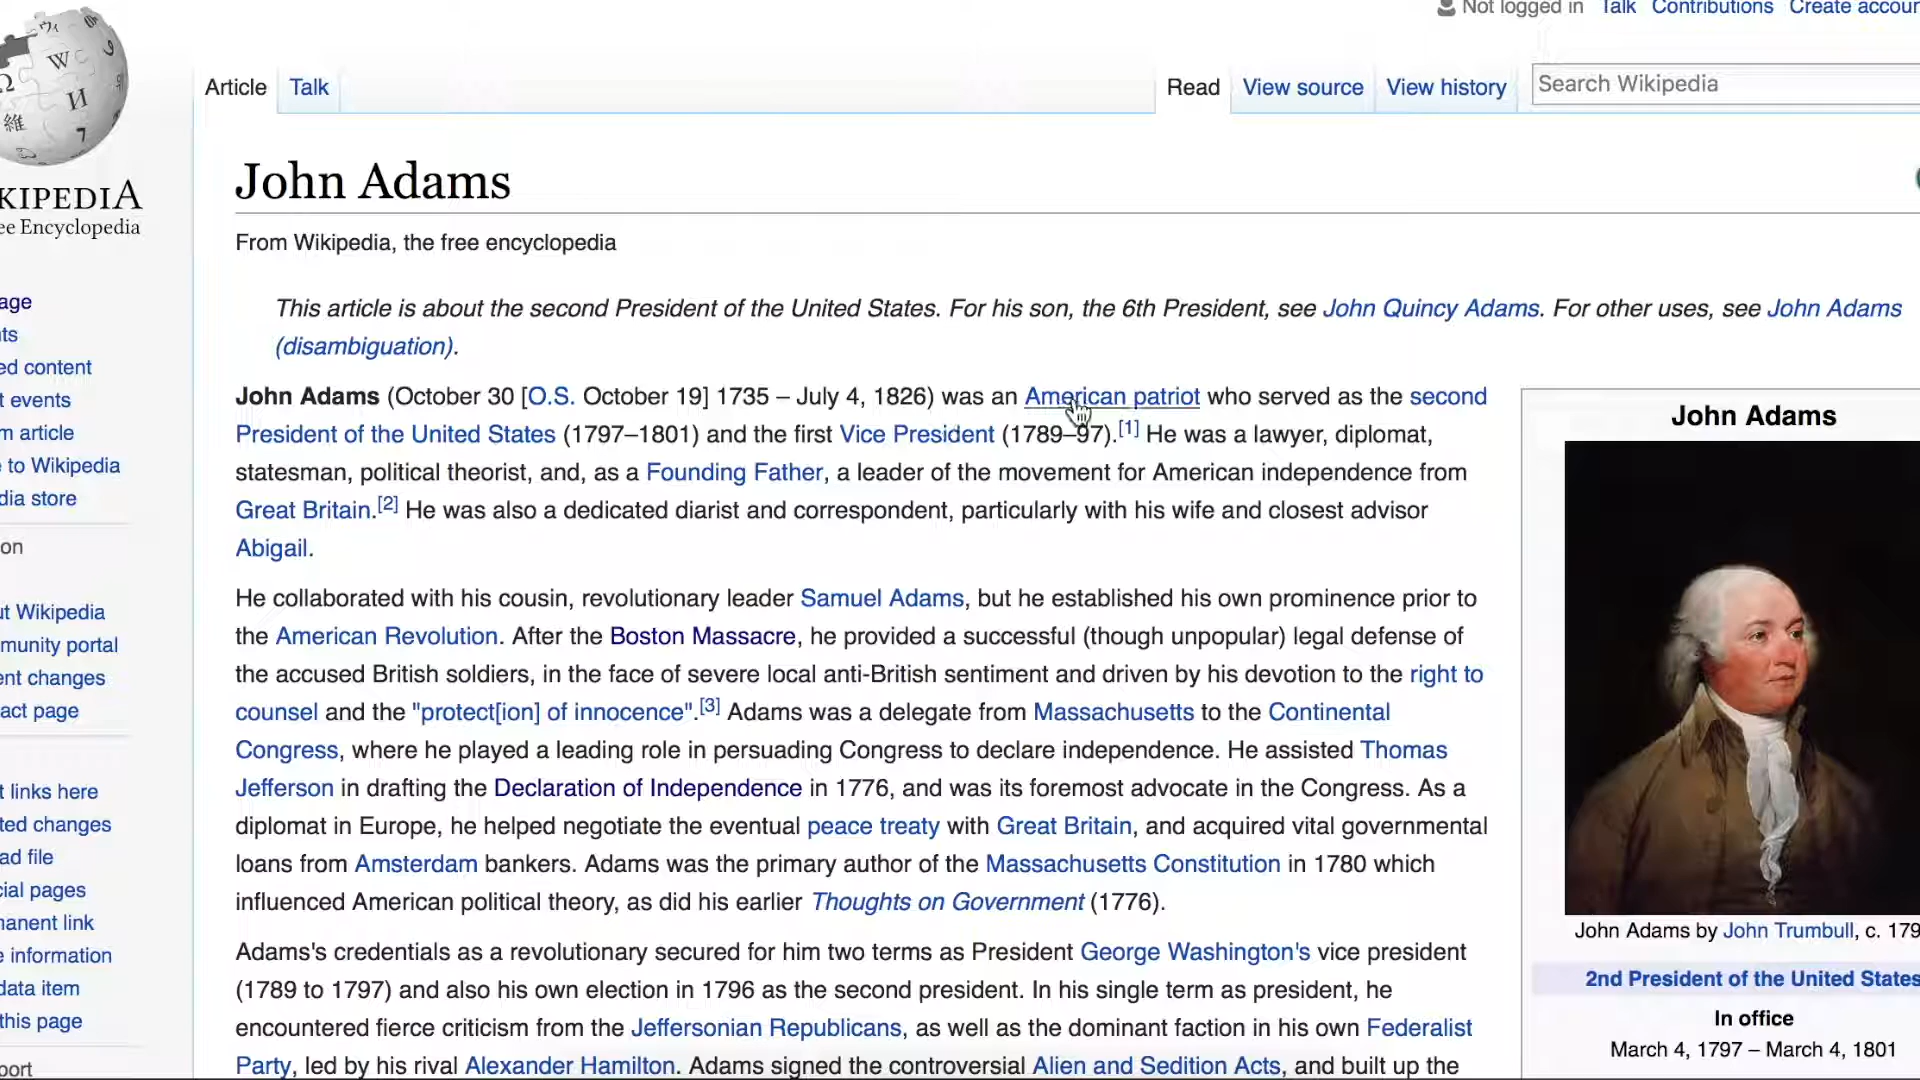 Not logged in Talk Contributions Create accoun
Article Talk Read View source View history Search Wikipedia
KIPEDIA
ee Encyclopedia
John Adams
From Wikipedia, the free encyclopedia
This article is about the second President of the United States. For his son, the 6th President, see John Quincy Adams. For other uses, see John Adams
(disambiguation).
John Adams (October 30 [O.S. October 19] 1735 – July 4, 1826) was an American patriot who served as the second
President of the United States (1797–1801) and the first Vice President (1789–97).[1] He was a lawyer, diplomat,
statesman, political theorist, and, as a Founding Father, a leader of the movement for American independence from
Great Britain.[2] He was also a dedicated diarist and correspondent, particularly with his wife and closest advisor
Abigail.
He collaborated with his cousin, revolutionary leader Samuel Adams, but he established his own prominence prior to
the American Revolution. After the Boston Massacre, he provided a successful (though unpopular) legal defense of
the accused British soldiers, in the face of severe local anti-British sentiment and driven by his devotion to the right to
counsel and the "protect[ion] of innocence".[3] Adams was a delegate from Massachusetts to the Continental
Congress, where he played a leading role in persuading Congress to declare independence. He assisted Thomas
Jefferson in drafting the Declaration of Independence in 1776, and was its foremost advocate in the Congress. As a
diplomat in Europe, he helped negotiate the eventual peace treaty with Great Britain, and acquired vital governmental
loans from Amsterdam bankers. Adams was the primary author of the Massachusetts Constitution in 1780 which
influenced American political theory, as did his earlier Thoughts on Government (1776).
Adams's credentials as a revolutionary secured for him two terms as President George Washington's vice president
(1789 to 1797) and also his own election in 1796 as the second president. In his single term as president, he
encountered fierce criticism from the Jeffersonian Republicans, as well as the dominant faction in his own Federalist
Party, led by his rival Alexander Hamilton. Adams signed the controversial Alien and Sedition Acts, and built up the
John Adams
John Adams by John Trumbull, c. 179
2nd President of the United States
In office
March 4, 1797 – March 4, 1801
age
ts
ed content
t events
m article
e to Wikipedia
dia store
on
ut Wikipedia
munity portal
ent changes
act page
t links here
ted changes
ad file
cial pages
manent link
e information
data item
this page
port